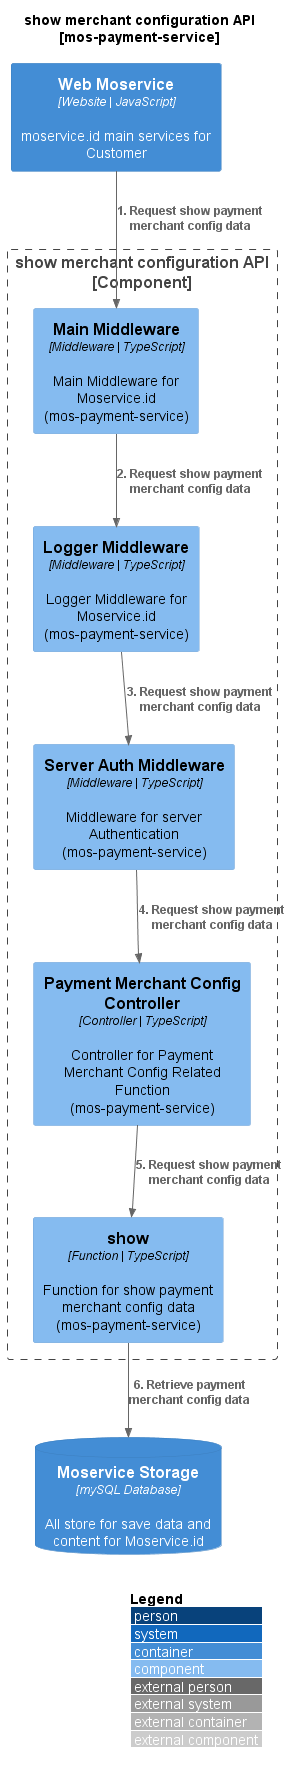 show merchant configuration API
[mos-payment-service]
Web Moservice
[Website | JavaScript]
moservice.id main services for
Customer
1. Request show payment
merchant config data
show merchant configuration API
[Component]
Main Middleware
[Middleware | TypeScript]
Main Middleware for
Moservice.id
(mos-payment-service)
2. Request show payment
merchant config data
Logger Middleware
[Middleware | TypeScript]
Logger Middleware for
Moservice.id
(mos-payment-service)
3. Request show payment
merchant config data
Server Auth Middleware
[Middleware | TypeScript]
Middleware for server
Authentication
(mos-payment-service)
4. Request show payment
merchant config data
Payment Merchant Config
Controller
[Controller | TypeScript]
Controller for Payment
Merchant Config Related
Function
(mos-payment-service)
5. Request show payment
merchant config data
show
[Function | TypeScript]
Function for show payment
merchant config data
(mos-payment-service)
6. Retrieve payment
merchant config data
Moservice Storage
[mySQL Database]
All store for save data and
content for Moservice.id
Legend
person
system
container
component
external person
external system
external container
external component